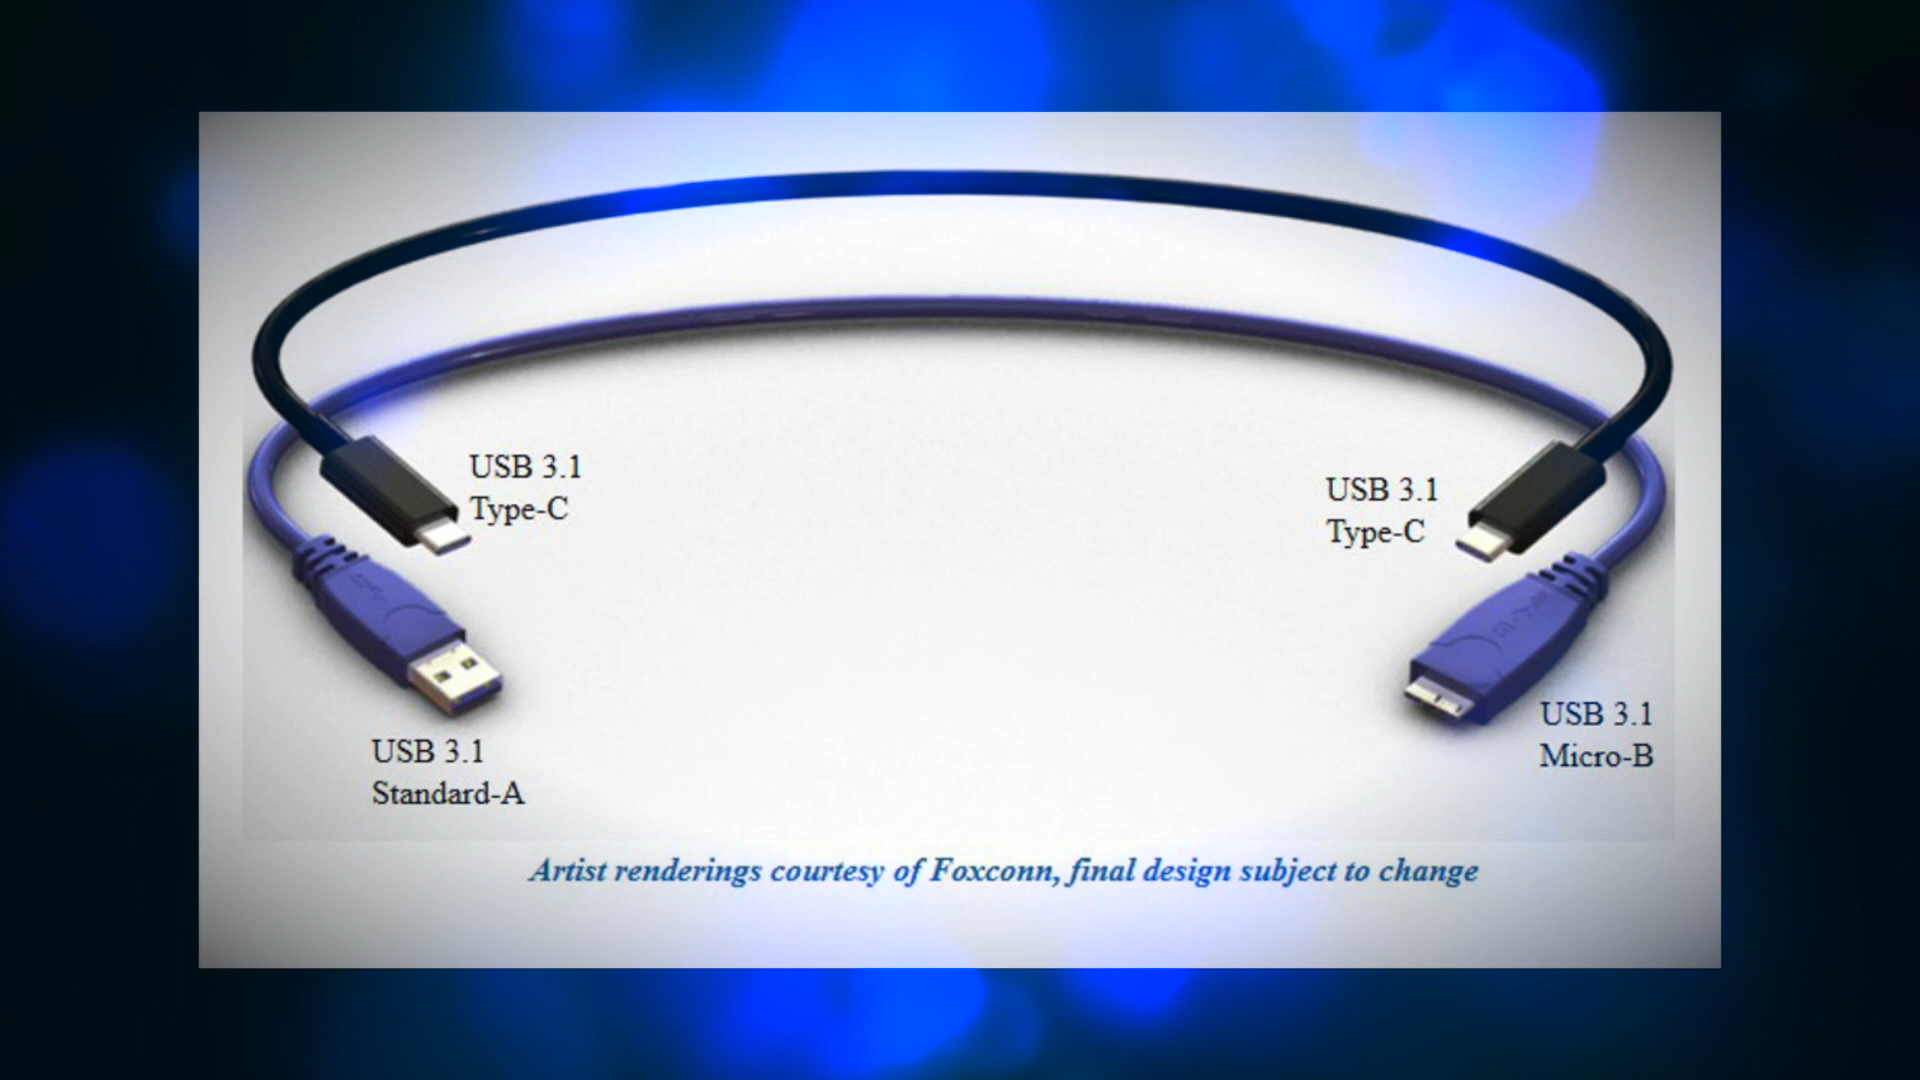 USB 3.1
Type-C
USB 3.1
Type-C
USB 3.1
Standard-A
USB 3.1
Micro-B
Artist renderings courtesy of Foxconn, final design subject to change